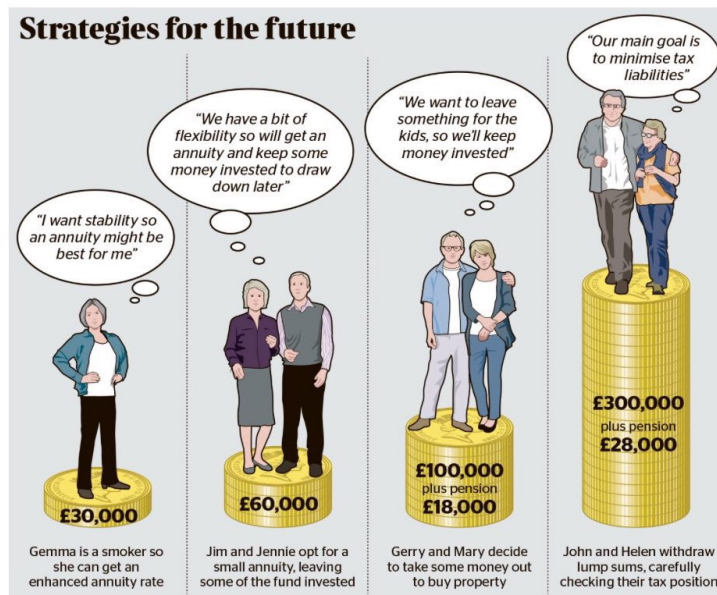 Strategies for the future
"I want stability so
an annuity might be
best for me"
£30,000
Gemma is a smoker so
she can get an
enhanced annuity rate
"We have a bit of
flexibility so will get an
annuity and keep some
money invested to draw
down later"
£60,000
Jim and Jennie opt for a
small annuity, leaving
some of the fund invested
"We want to leave
something for the
kids, so we'll keep
money invested"
£100,000
plus pension
£18,000
Gerry and Mary decide
to take some money out
to buy property
"Our main goal is
to minimise tax
liabilities"
£300,000
plus pension
£28,000
John and Helen withdraw
lump sums, carefully
checking their tax position